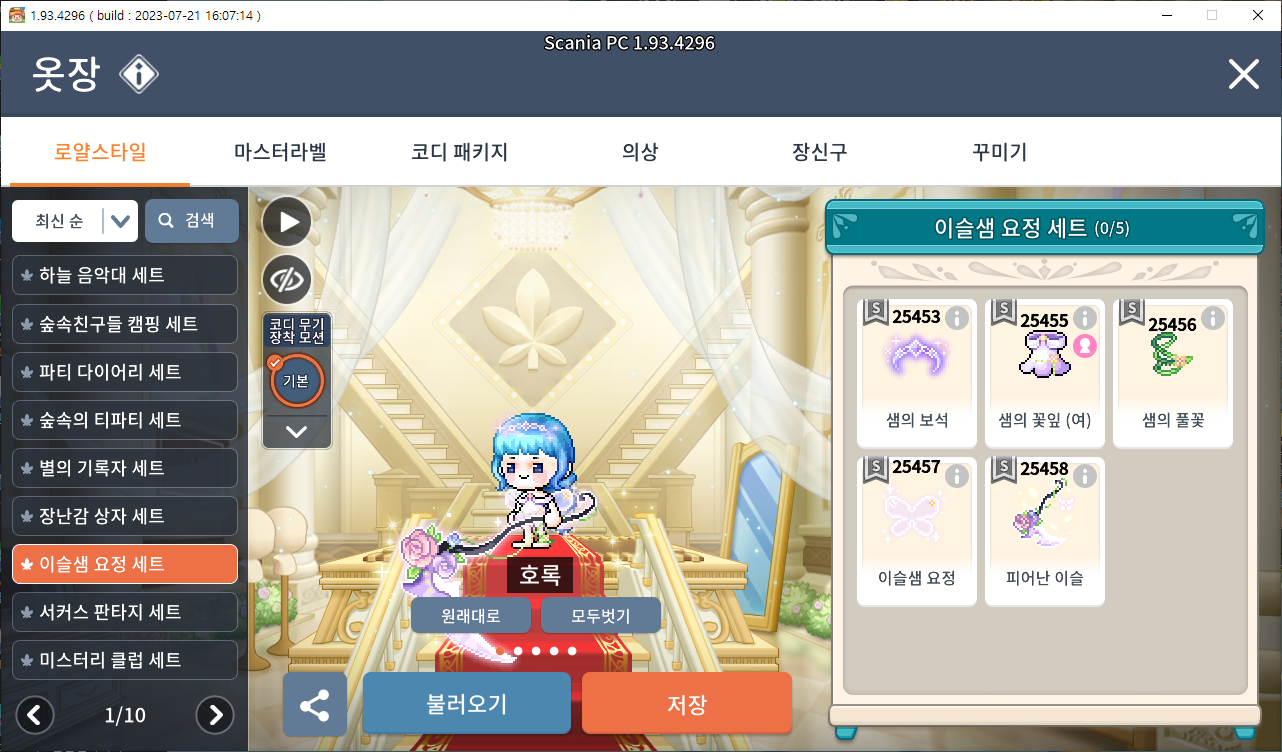 1.93.4296 ( build : 2023-07-21 16:07:14 )
Scania PC 1.93.4296
옷장
로얄스타일 마스터라벨 코디 패키지 의상 장신구 꾸미기
최신 순 검색
하늘 음악대 세트
숲속친구들 캠핑 세트
파티 다이어리 세트
숲속의 티파티 세트
별의 기록자 세트
장난감 상자 세트
이슬샘 요정 세트
서커스 판타지 세트
미스터리 클럽 세트
1/10
코디 무기
장착 모션
기본
호록
원래대로 모두벗기
불러오기 저장
이슬샘 요정 세트 (0/5)
S 25453 S 25455 S 25456
샘의 보석 샘의 꽃잎 (여) 샘의 풀꽃
S 25457 S 25458
이슬샘 요정 피어난 이슬